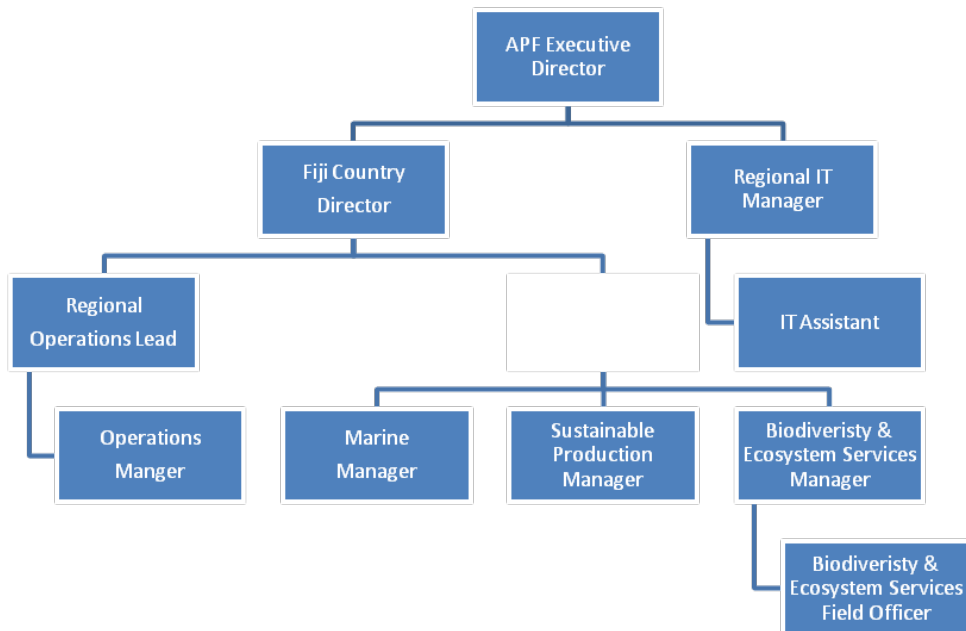 APF Executive
Director
Fiji Country
Director
Regional IT
Manager
Regional
Operations Lead
IT Assistant
Operations
Manger
Marine
Manager
Sustainable
Production
Manager
Biodiveristy &
Ecosystem Services
Manager
Biodiveristy &
Ecosystem Services
Field Officer